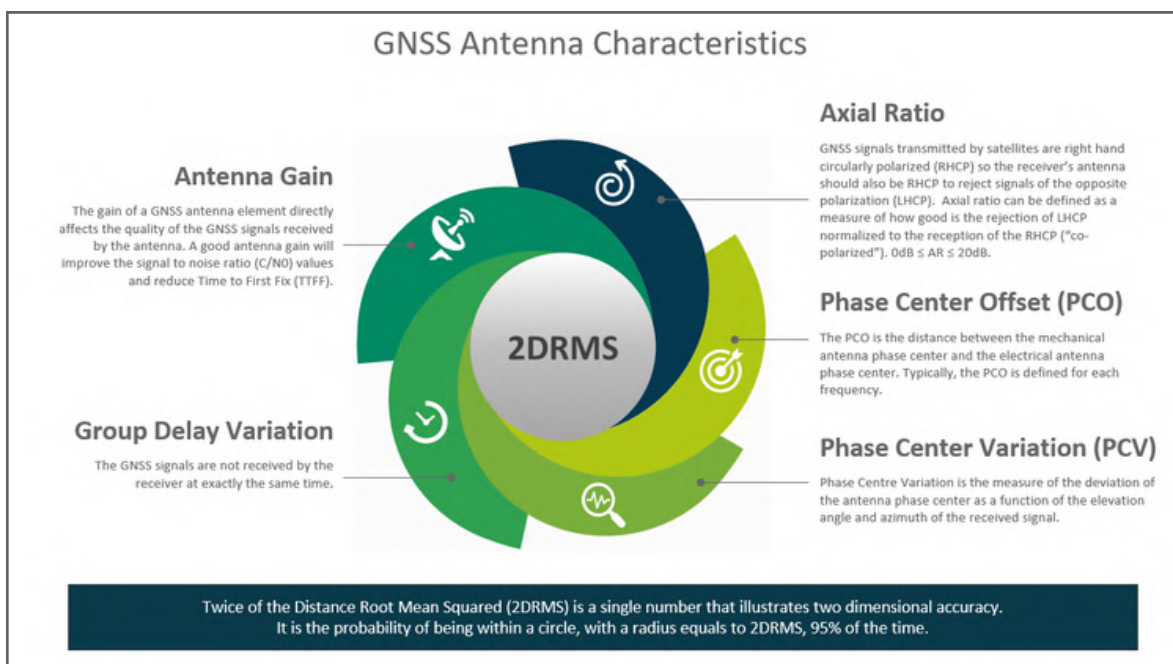 GNSS Antenna Characteristics
Antenna Gain
The gain of a GNSS antenna element directly
affects the quality of the GNSS signals received
by the antenna. A good antenna gain will
improve the signal to noise ratio (C/N0) values
and reduce Time to First Fix (TTFF).
Group Delay Variation
The GNSS signals are not received by the
receiver at exactly the same time.
2DRMS
Axial Ratio
GNSS signals transmitted by satellites are right hand
circularly polarized (RHCP) so the receiver's antenna
should also be RHCP to reject signals of the opposite
polarization (LHCP). Axial ratio can be defined as a
measure of how good is the rejection of LHCP
normalized to the reception of the RHCP ("co-
polarized"). 0dB ≤ AR ≤ 20dB.
Phase Center Offset (PCO)
The PCO is the distance between the mechanical
antenna phase center and the electrical antenna
phase center. Typically, the PCO is defined for each
frequency.
Phase Center Variation (PCV)
Phase Centre Variation is the measure of the deviation of
the antenna phase center as a function of the elevation
angle and azimuth of the received signal.
Twice of the Distance Root Mean Squared (2DRMS) is a single number that illustrates two dimensional accuracy.
It is the probability of being within a circle, with a radius equals to 2DRMS, 95% of the time.